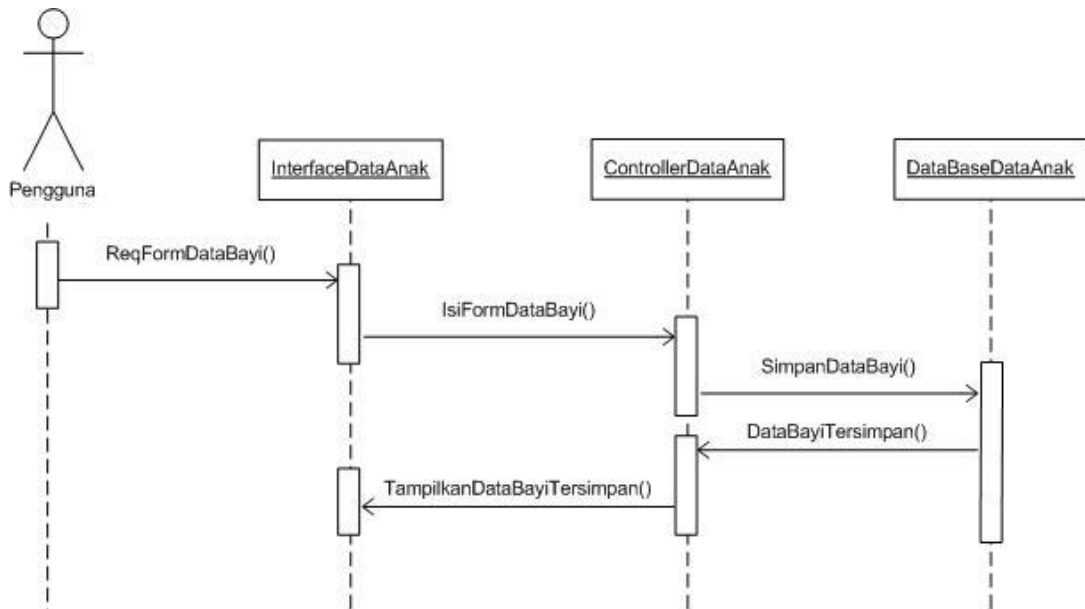 InterfaceDataAnak
ControllerDataAnak
DataBaseDataAnak
Pengguna
ReqFormDataBayi()
IsiFormDataBayi()
SimpanDataBayi()
DataBayiTersimpan()
TampilkanDataBayiTersimpan()